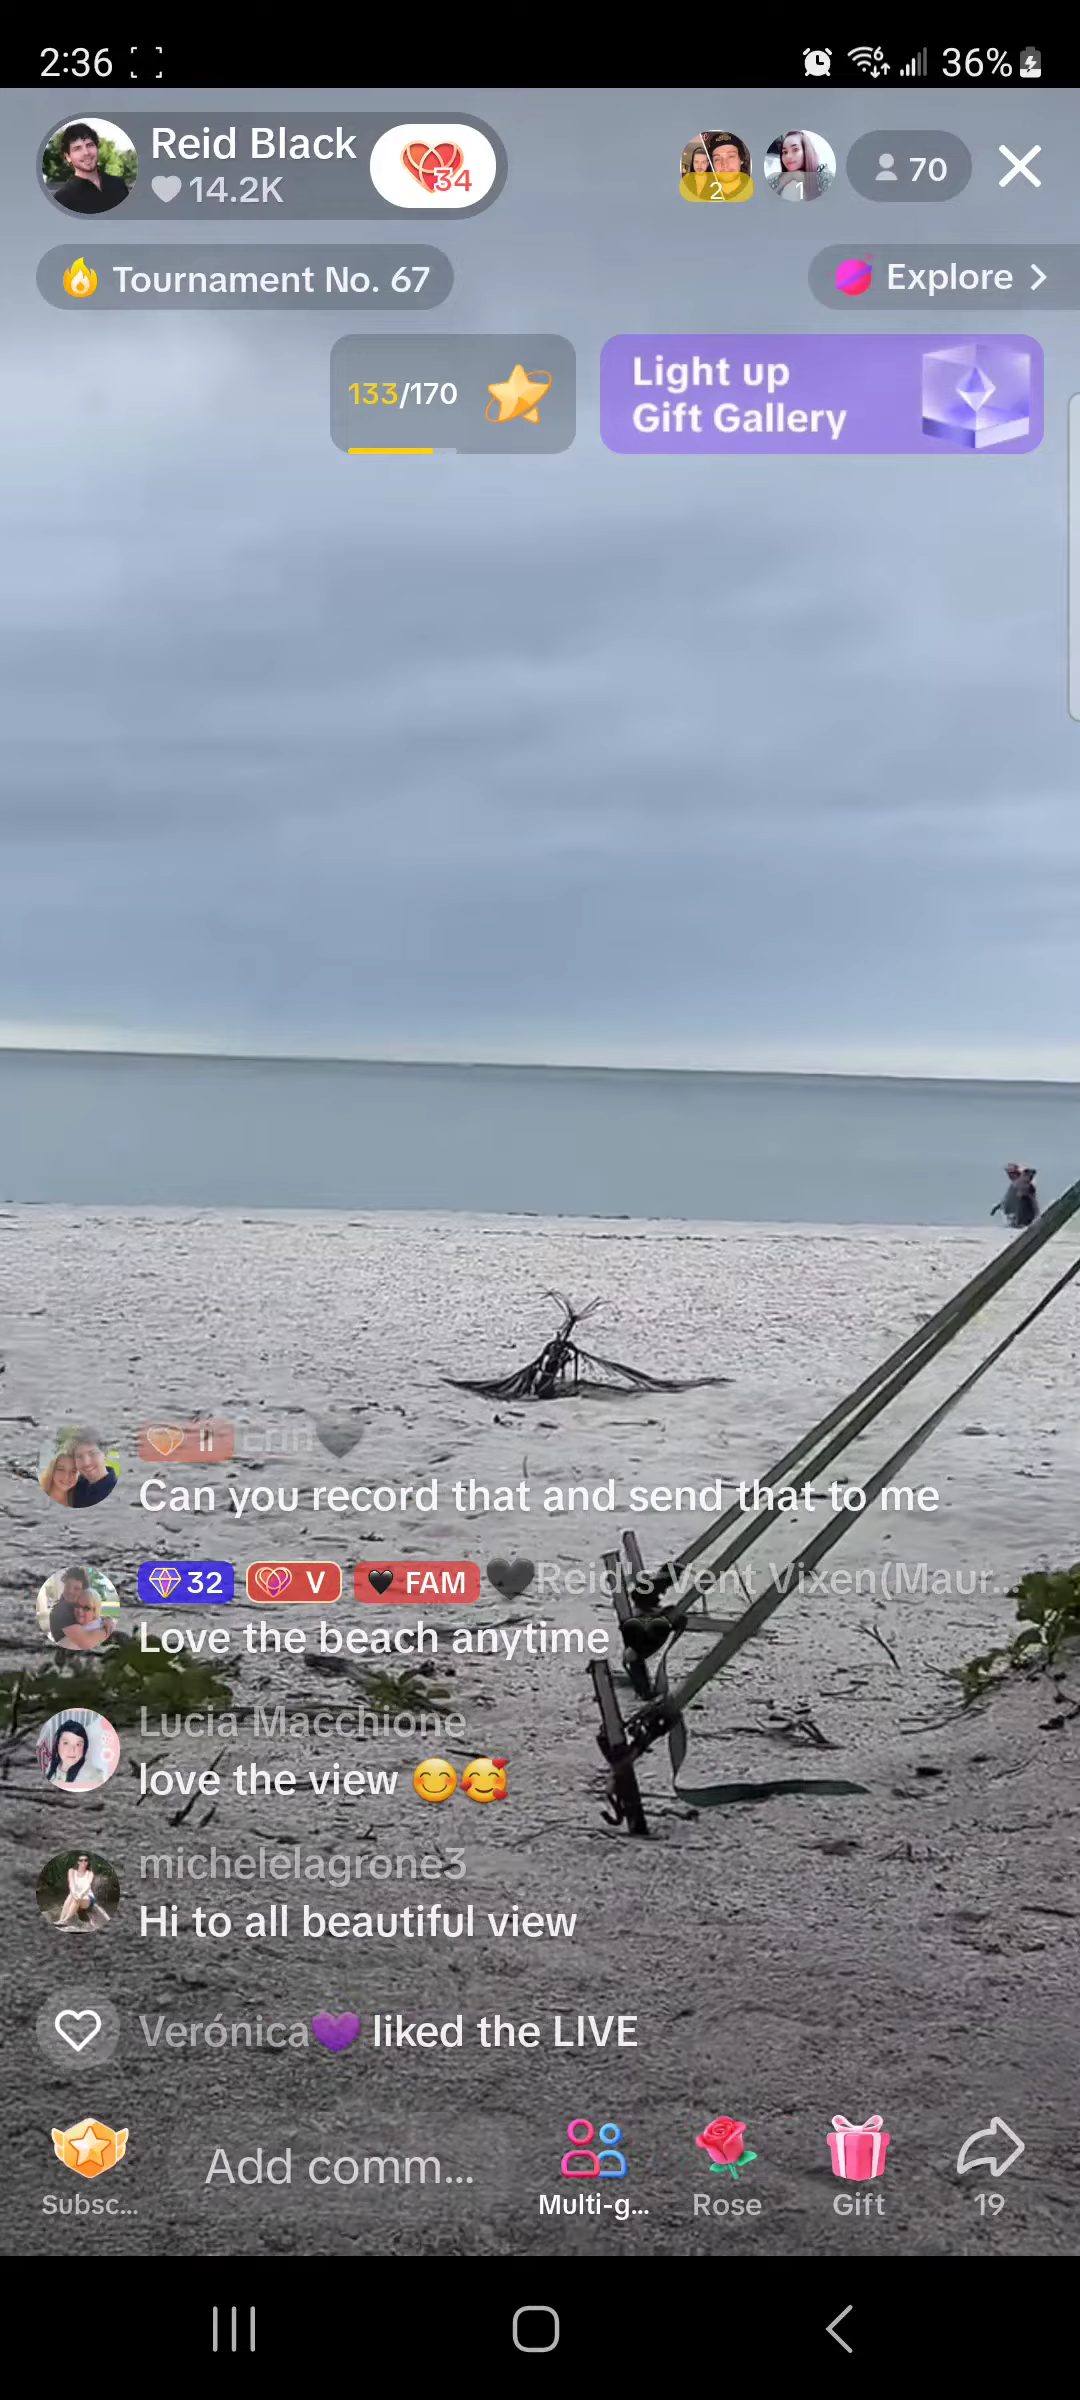 2:36
36%
Reid Black
14.2K
34
2
1
70
Tournament No. 67
Explore
133/170
Light up
Gift Gallery
II Erin
Can you record that and send that to me
32 V FAM Reid's Vent Vixen(Maur...
Love the beach anytime
Lucia Macchione
love the view 😊🥰
michelelagrone3
Hi to all beautiful view
Verónica💜 liked the LIVE
Subsc...
Add comm...
Multi-g...
Rose
Gift
19